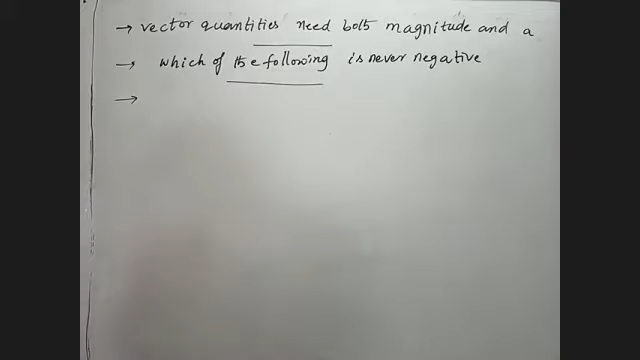 → vector quantities need both magnitude and a
→ which of the following is never negative
→